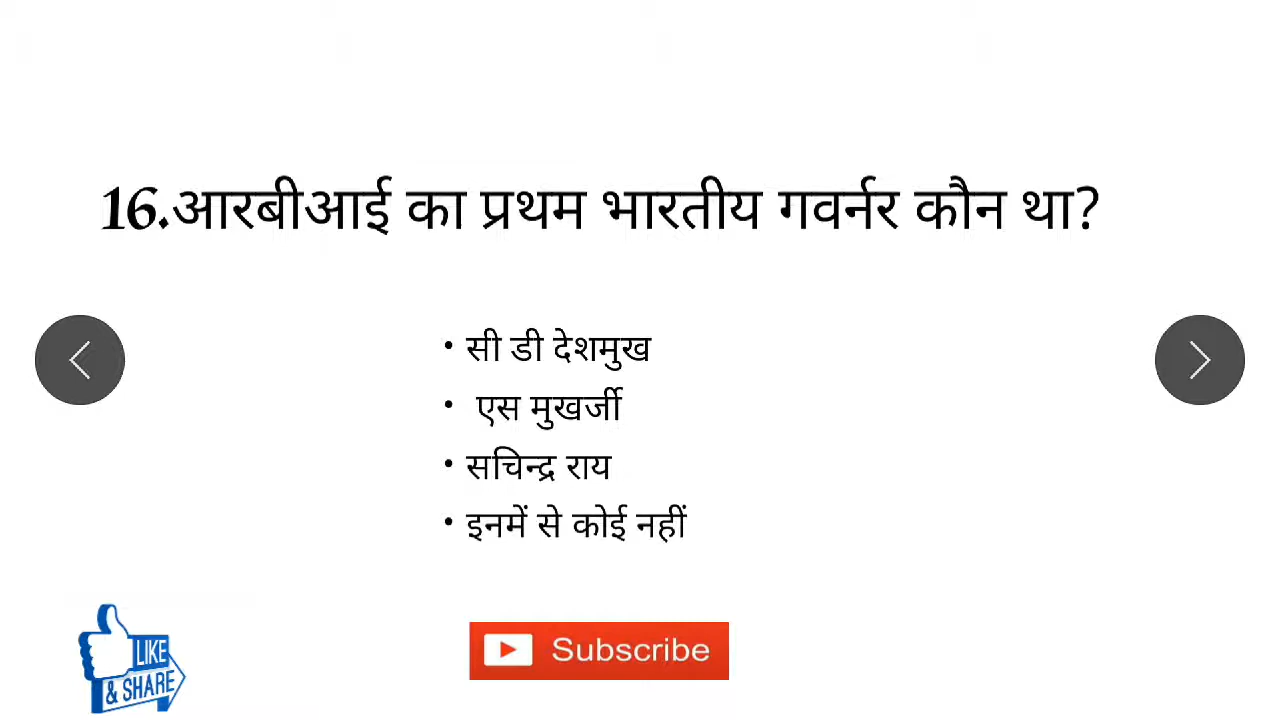 16.आरबीआई का प्रथम भारतीय गवर्नर कौन था?
• सी डी देशमुख
• एस मुखर्जी
• सचिन्द्र राय
• इनमें से कोई नहीं
LIKE
& SHARE
Subscribe